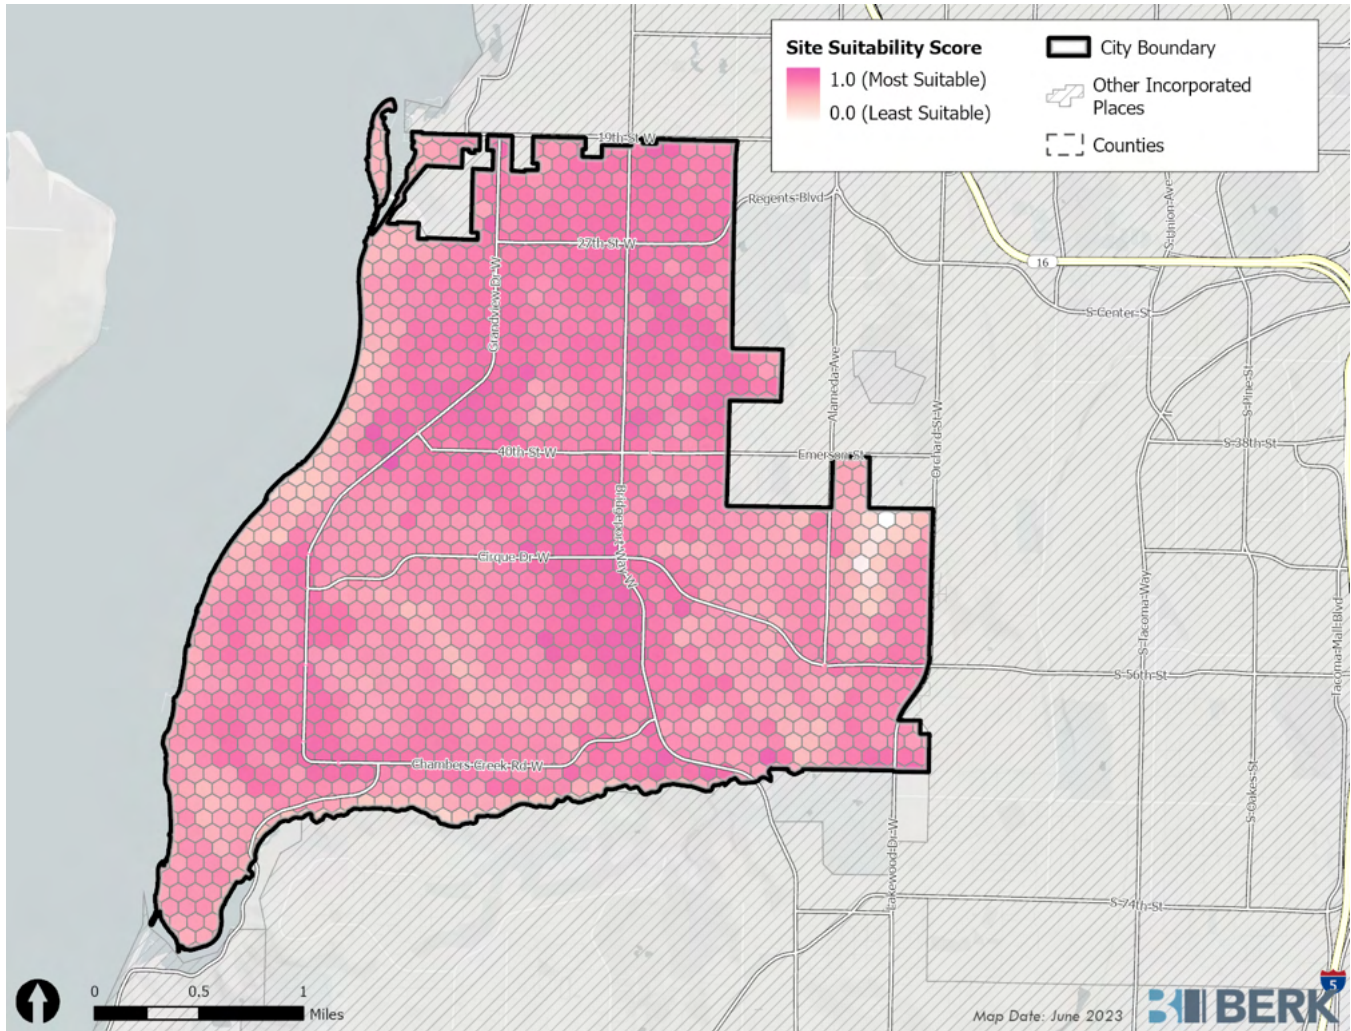 Site Suitability Score
1.0 (Most Suitable)
0.0 (Least Suitable)
City Boundary
Other Incorporated
Places
Counties
19th St W
Regents Blvd
S Union Ave
27th St W
16
Grandview Dr W
S Center St
Alameda Ave
Orchard St W
S Pine St
S 38th St
40th St W
Emerson St
Bridgeport Way W
Cirque Dr W
S Tacoma Way
Tacoma Mall Blvd
S 56th St
Chambers Creek Rd W
S Oakes St
Lakewood Dr W
S 74th St
5
0 0.5 1
Miles
Map Date: June 2023
BERK